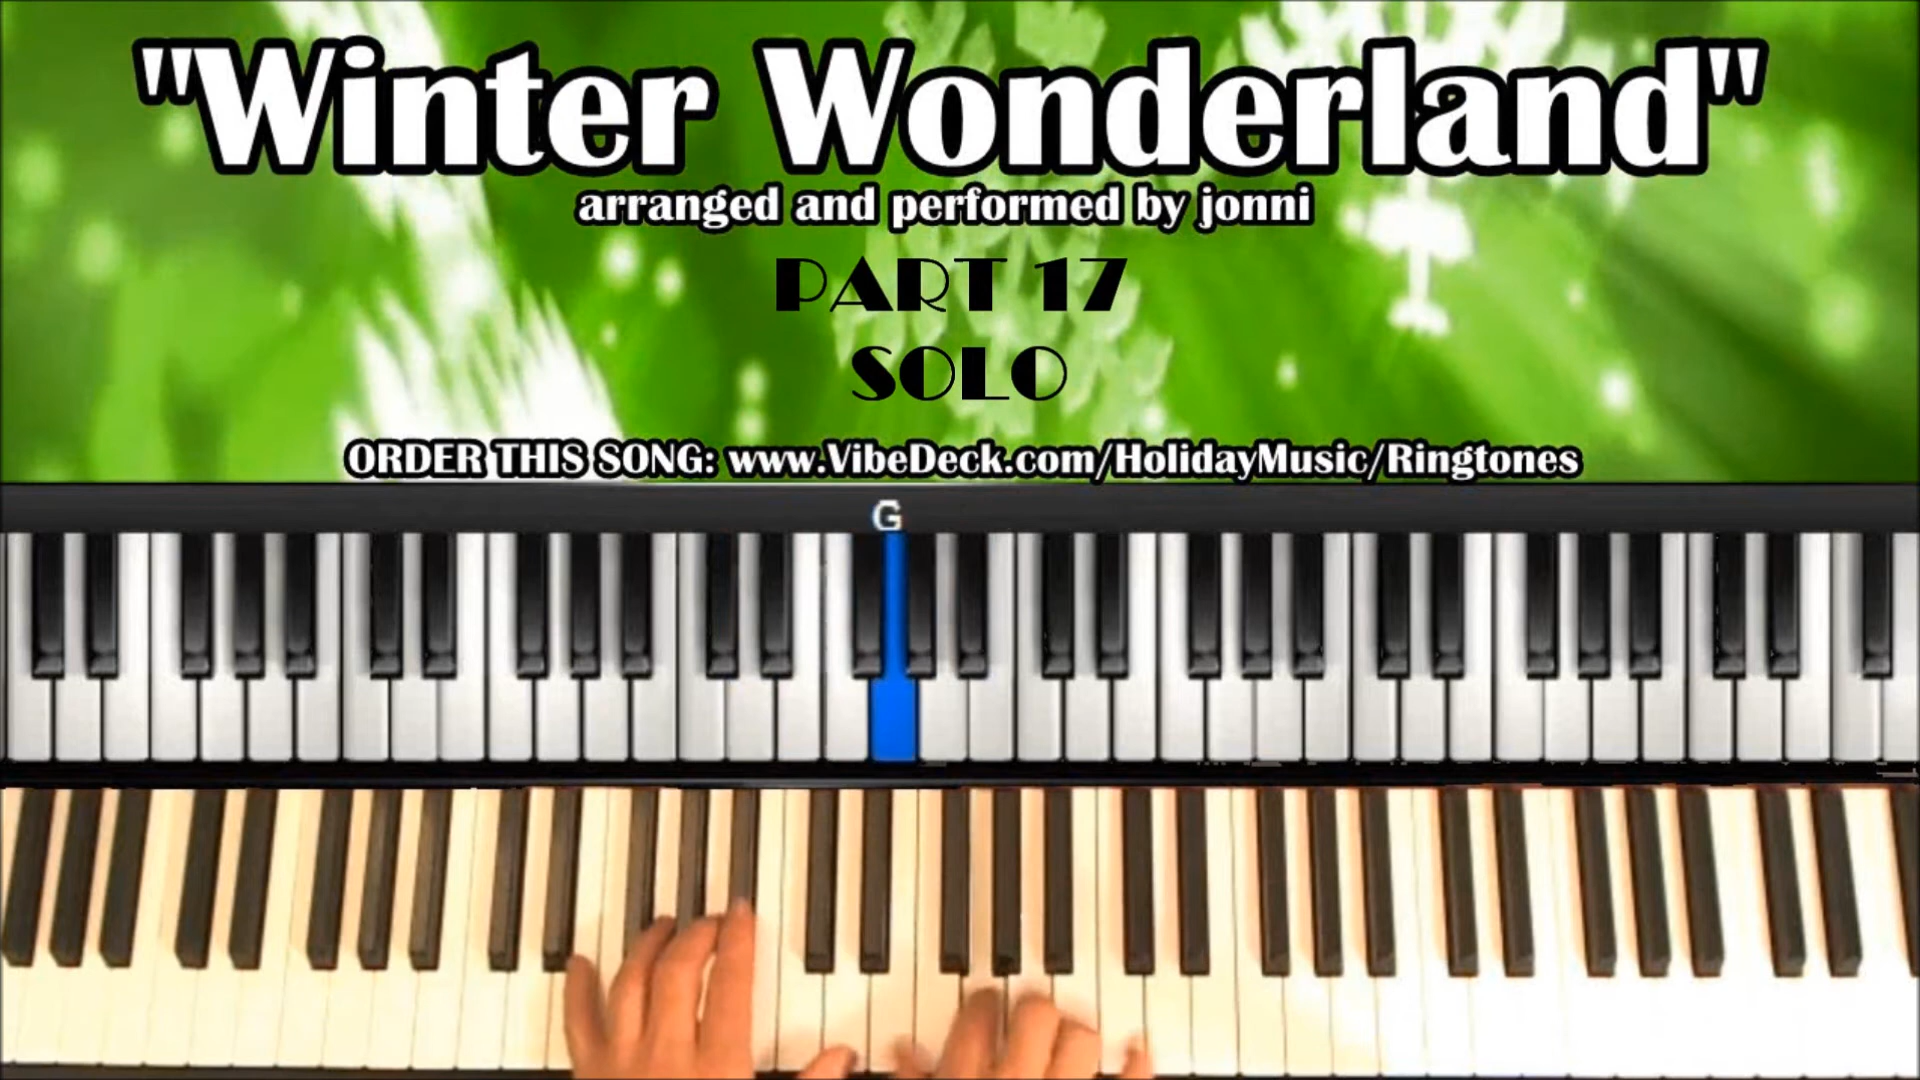 "Winter Wonderland"
arranged and performed by jonni
PART 17
SOLO
ORDER THIS SONG: www.VibeDeck.com/HolidayMusic/Ringtones
G